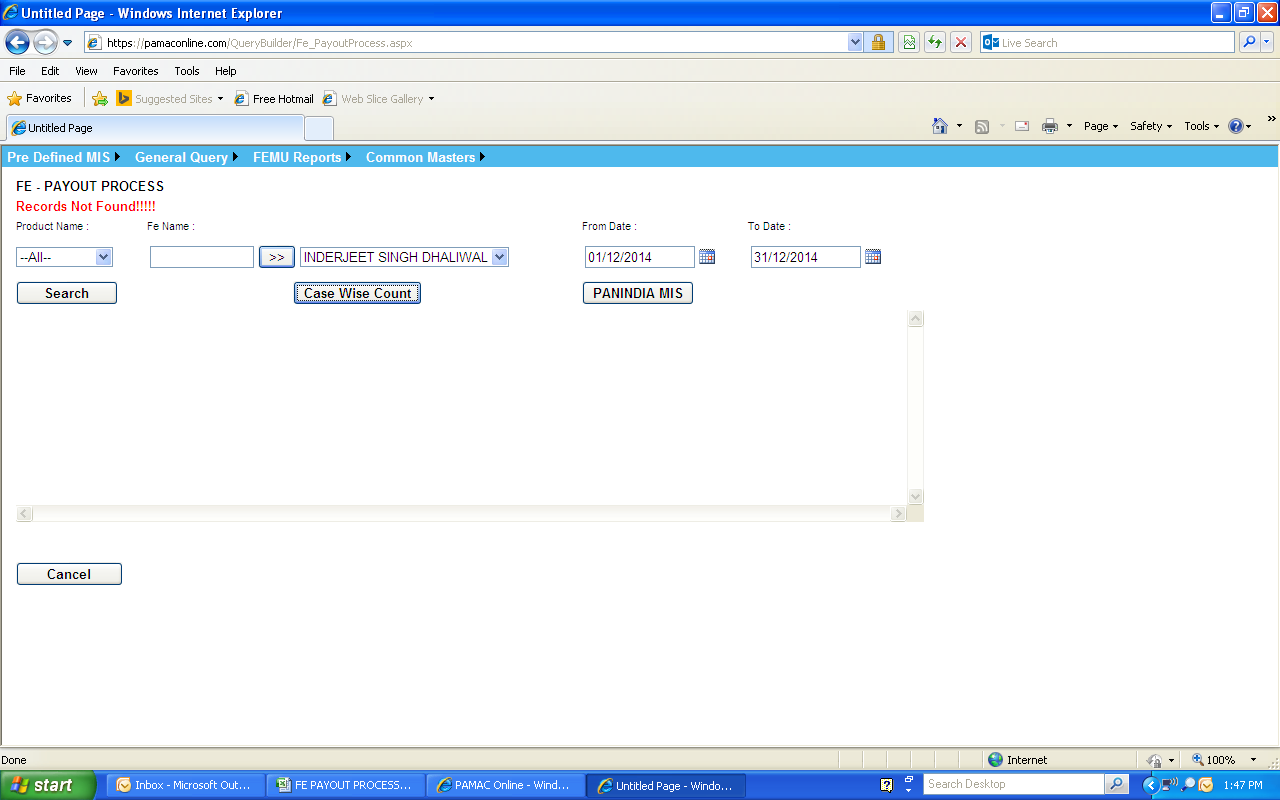 Untitled Page - Windows Internet Explorer
https://pamaconline.com/QueryBuilder/Fe_PayoutProcess.aspx
Live Search
File Edit View Favorites Tools Help
Favorites Suggested Sites Free Hotmail Web Slice Gallery
Untitled Page
Page Safety Tools
Pre Defined MIS General Query FEMU Reports Common Masters
FE - PAYOUT PROCESS
Records Not Found!!!!!
Product Name : Fe Name : From Date : To Date :
--All-- >> INDERJEET SINGH DHALIWAL 01/12/2014 31/12/2014
Search Case Wise Count PANINDIA MIS
Cancel
Done Internet 100%
start Inbox - Microsoft Out... FE PAYOUT PROCESS... PAMAC Online - Wind... Untitled Page - Windo... Search Desktop 1:47 PM